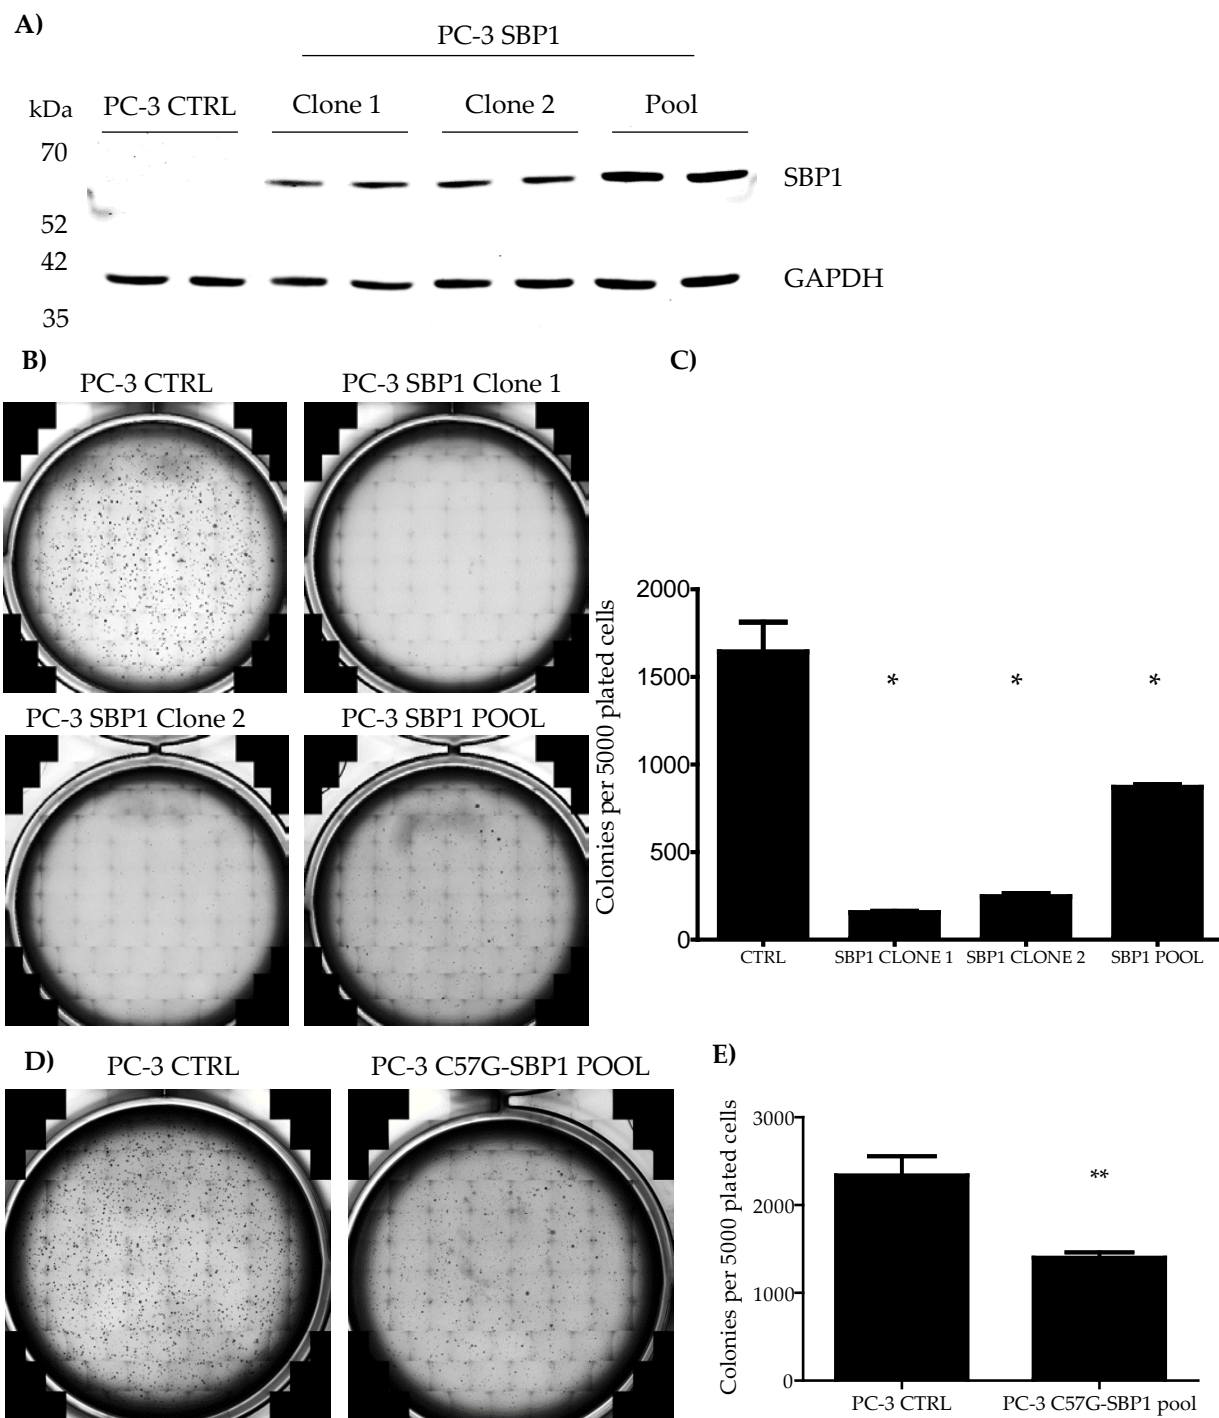 A)
PC-3 SBP1
kDa PC-3 CTRL Clone 1 Clone 2 Pool
70
SBP1
52
42
GAPDH
35
B)
PC-3 CTRL PC-3 SBP1 Clone 1
PC-3 SBP1 Clone 2 PC-3 SBP1 POOL
C)
Colonies per 5000 plated cells
2000
1500
* * *
1000
500
0
CTRL SBP1 CLONE 1 SBP1 CLONE 2 SBP1 POOL
D)
PC-3 CTRL PC-3 C57G-SBP1 POOL
E)
Colonies per 5000 plated cells
3000
**
2000
1000
0
PC-3 CTRL PC-3 C57G-SBP1 pool